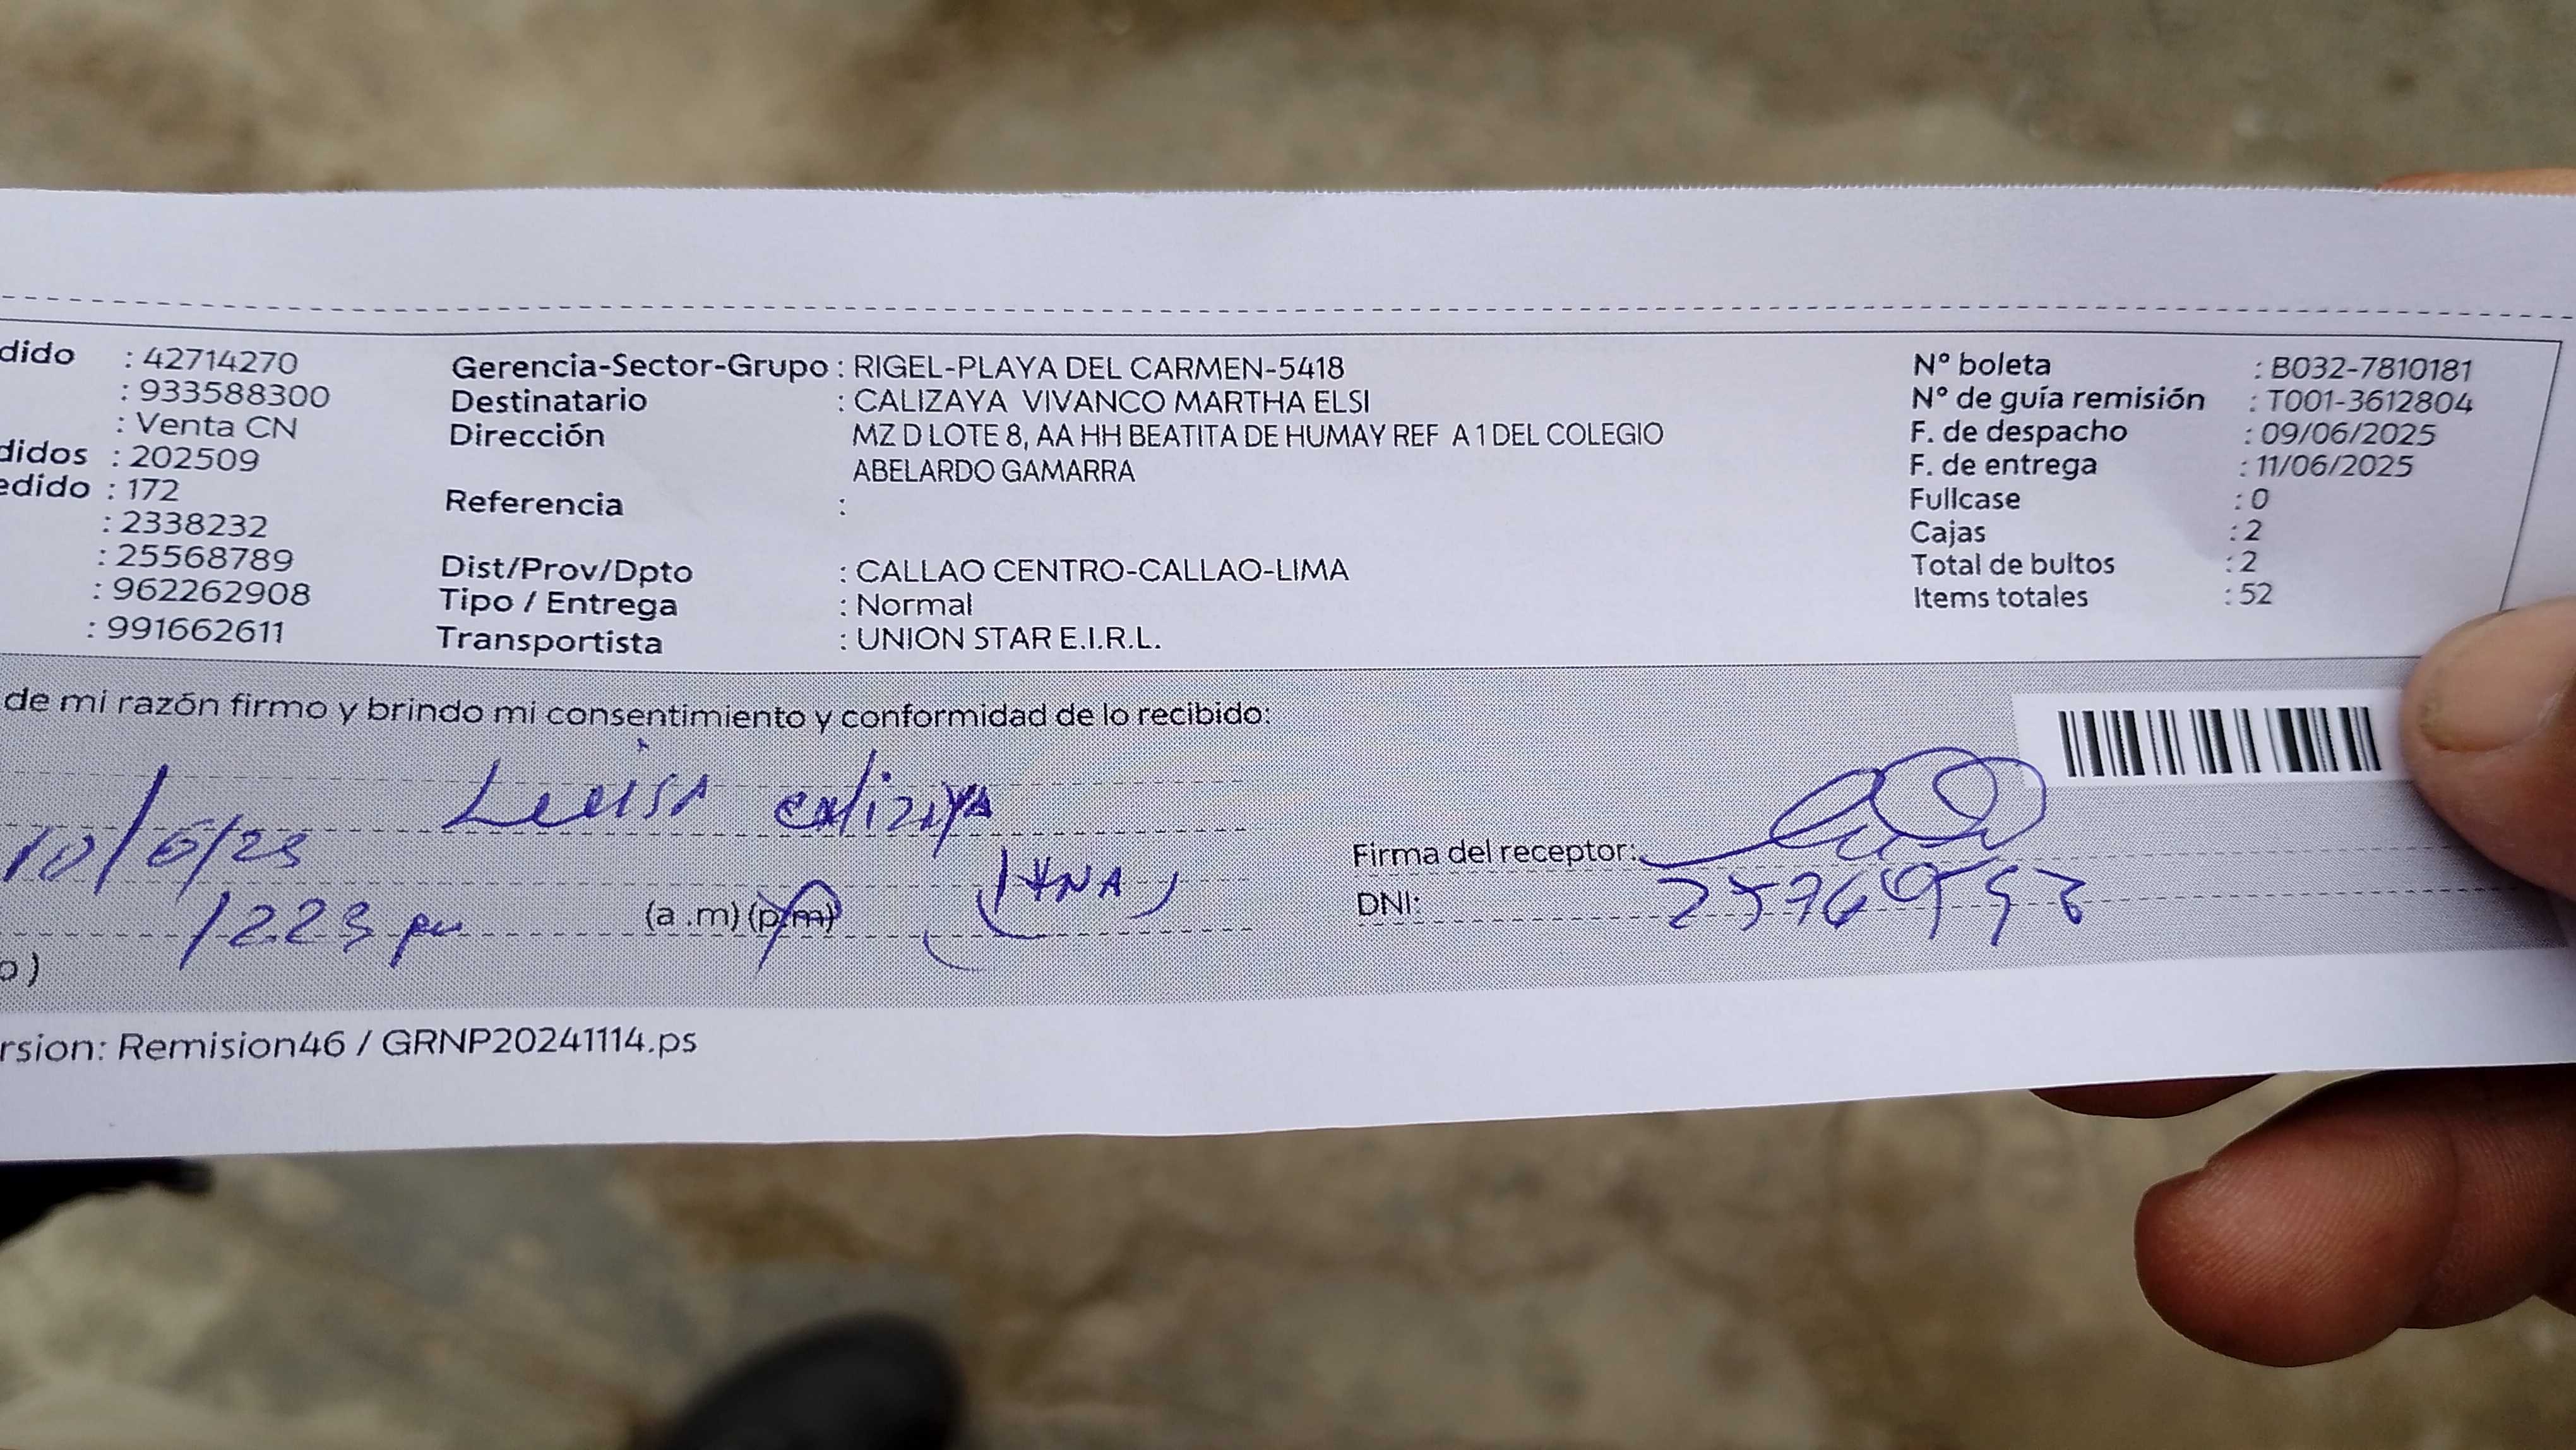 dido : 42714270
: 933588300
: Venta CN
didos : 202509
edido : 172
: 2338232
: 25568789
: 962262908
: 991662611
Gerencia-Sector-Grupo : RIGEL-PLAYA DEL CARMEN-5418
Destinatario : CALIZAYA VIVANCO MARTHA ELSI
Dirección MZ D LOTE 8, AA HH BEATITA DE HUMAY REF A 1 DEL COLEGIO
ABELARDO GAMARRA
Referencia :
Dist/Prov/Dpto : CALLAO CENTRO-CALLAO-LIMA
Tipo / Entrega : Normal
Transportista : UNION STAR E.I.R.L.
Nº boleta : B032-7810181
Nº de guía remisión : T001-3612804
F. de despacho : 09/06/2025
F. de entrega : 11/06/2025
Fullcase : 0
Cajas : 2
Total de bultos : 2
Items totales : 52
de mi razón firmo y brindo mi consentimiento y conformidad de lo recibido:
Luisa calizaya
10/6/25
1223 pm (a .m) (p.m)
Firma del receptor:
DNI:
o )
rsion: Remision46 / GRNP20241114.ps